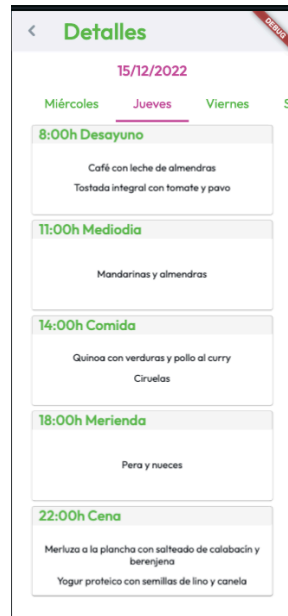 DEBUG
< Detalles
15/12/2022
Miércoles Jueves Viernes S
8:00h Desayuno
Café con leche de almendras
Tostada integral con tomate y pavo
11:00h Mediodia
Mandarinas y almendras
14:00h Comida
Quinoa con verduras y pollo al curry
Ciruelas
18:00h Merienda
Pera y nueces
22:00h Cena
Merluza a la plancha con salteado de calabacín y
berenjena
Yogur proteico con semillas de lino y canela